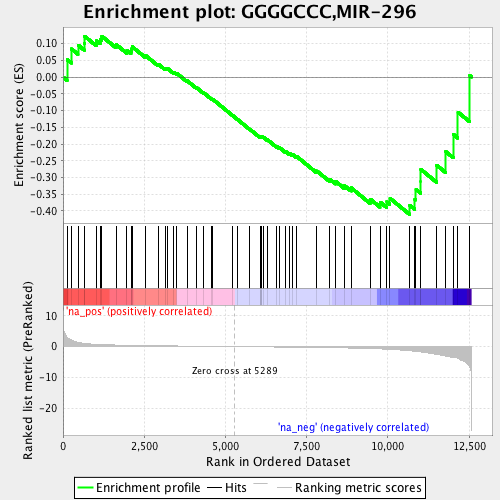 Enrichment plot: GGGGCCC,MIR-296
Enrichment score (ES)
0.10
0.05
0.00
-0.05
-0.10
-0.15
-0.20
-0.25
-0.30
-0.35
-0.40
'na_pos' (positively correlated)
Ranked list metric (PreRanked)
10
5
0
-5
-10
-15
-20
Zero cross at 5289
'na_neg' (negatively correlated)
0
2,500
5,000
7,500
10,000
12,500
Rank in Ordered Dataset
Enrichment profile
Hits
Ranking metric scores